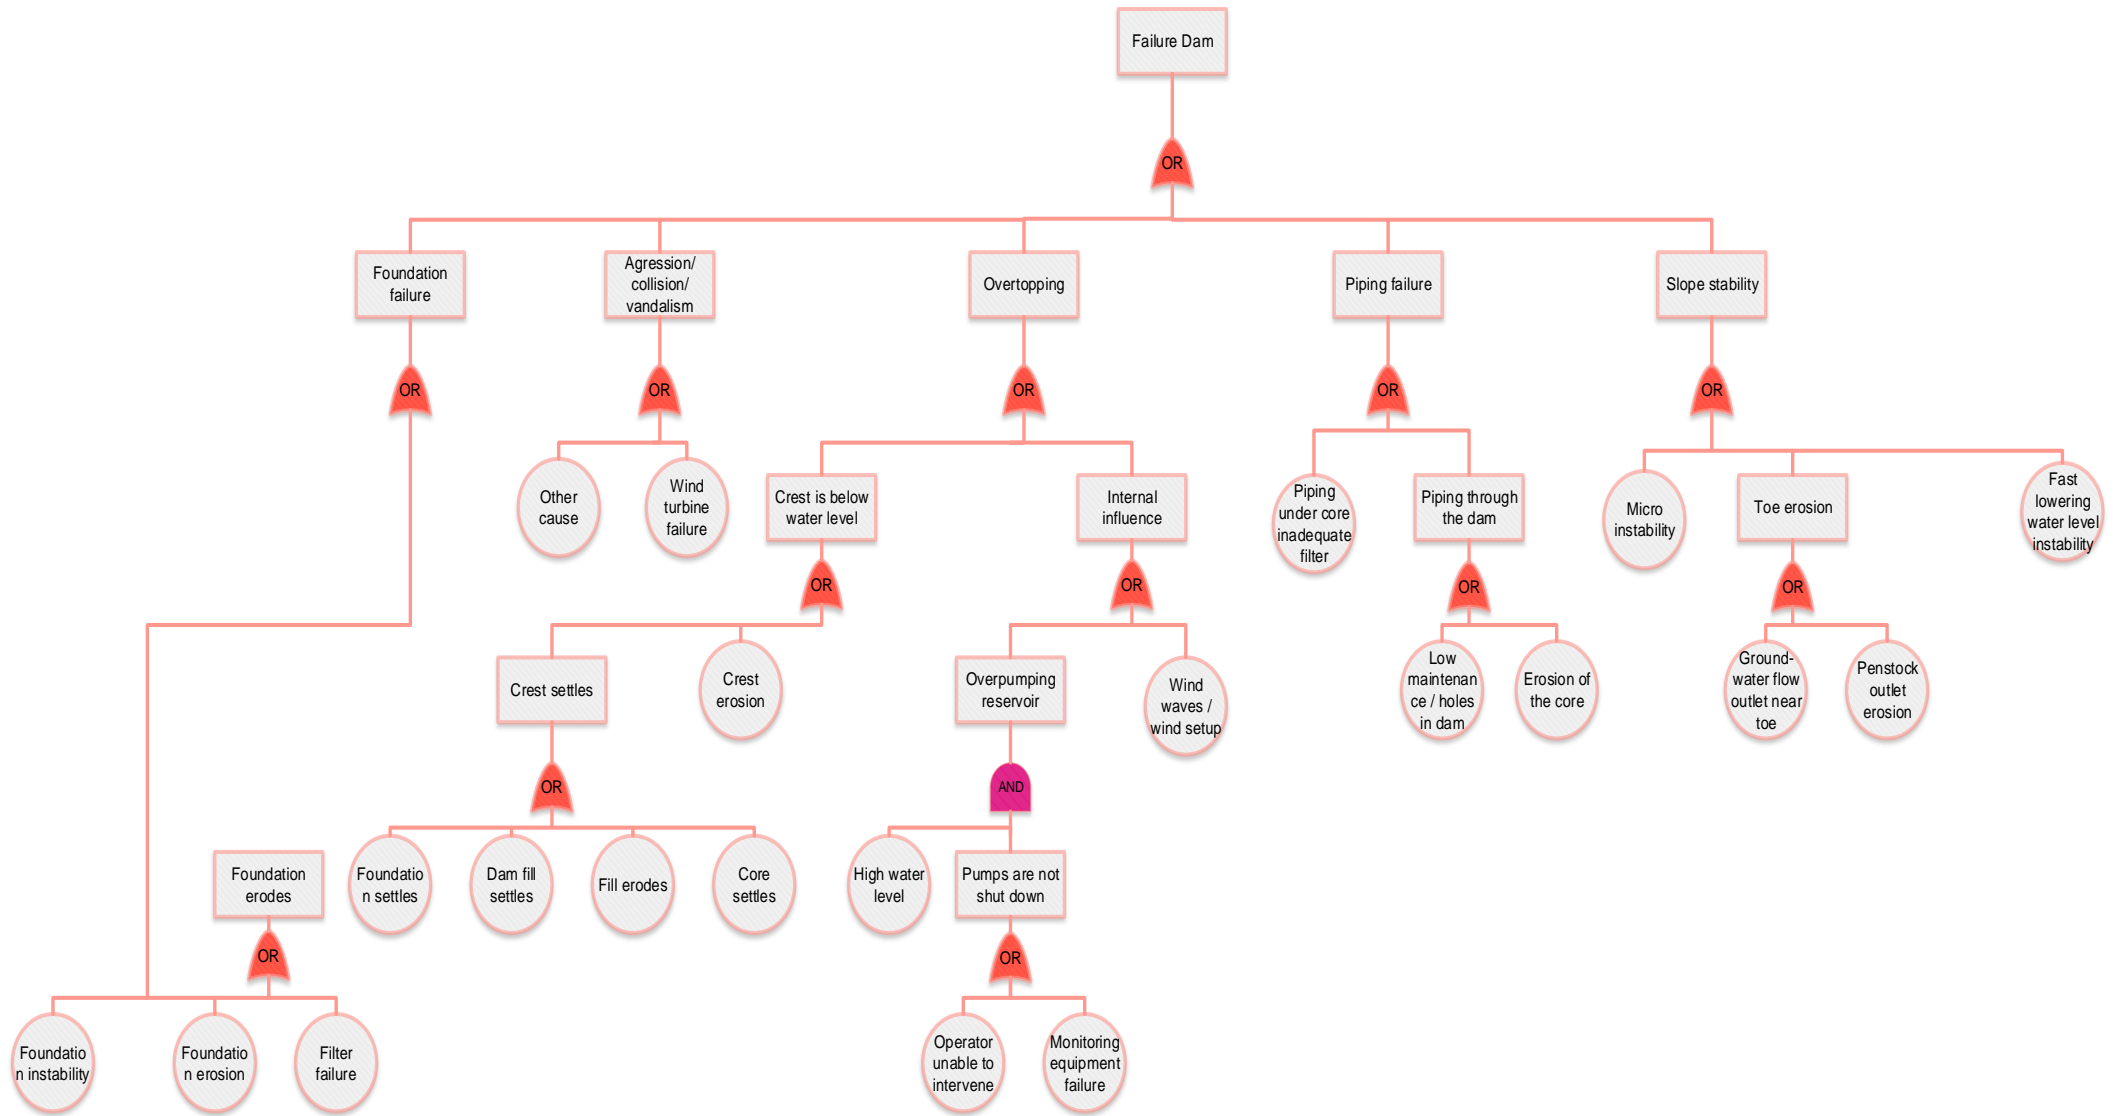 Failure Dam
OR
Foundation
failure
Agression/
collision/
vandalism
Overtopping
Piping failure
Slope stability
OR
OR
OR
OR
OR
Other
cause
Wind
turbine
failure
Crest is below
water level
Internal
influence
Piping
under core
inadequate
filter
Piping through
the dam
Micro
instability
Toe erosion
Fast
lowering
water level
instability
OR
OR
OR
OR
Crest settles
Crest
erosion
Overpumping
reservoir
Wind
waves /
wind setup
Low
maintenan
ce / holes
in dam
Erosion of
the core
Ground-
water flow
outlet near
toe
Penstock
outlet
erosion
OR
AND
Foundation
erodes
Foundatio
n settles
Dam fill
settles
Fill erodes
Core
settles
High water
level
Pumps are not
shut down
OR
OR
Foundatio
n instability
Foundatio
n erosion
Filter
failure
Operator
unable to
intervene
Monitoring
equipment
failure